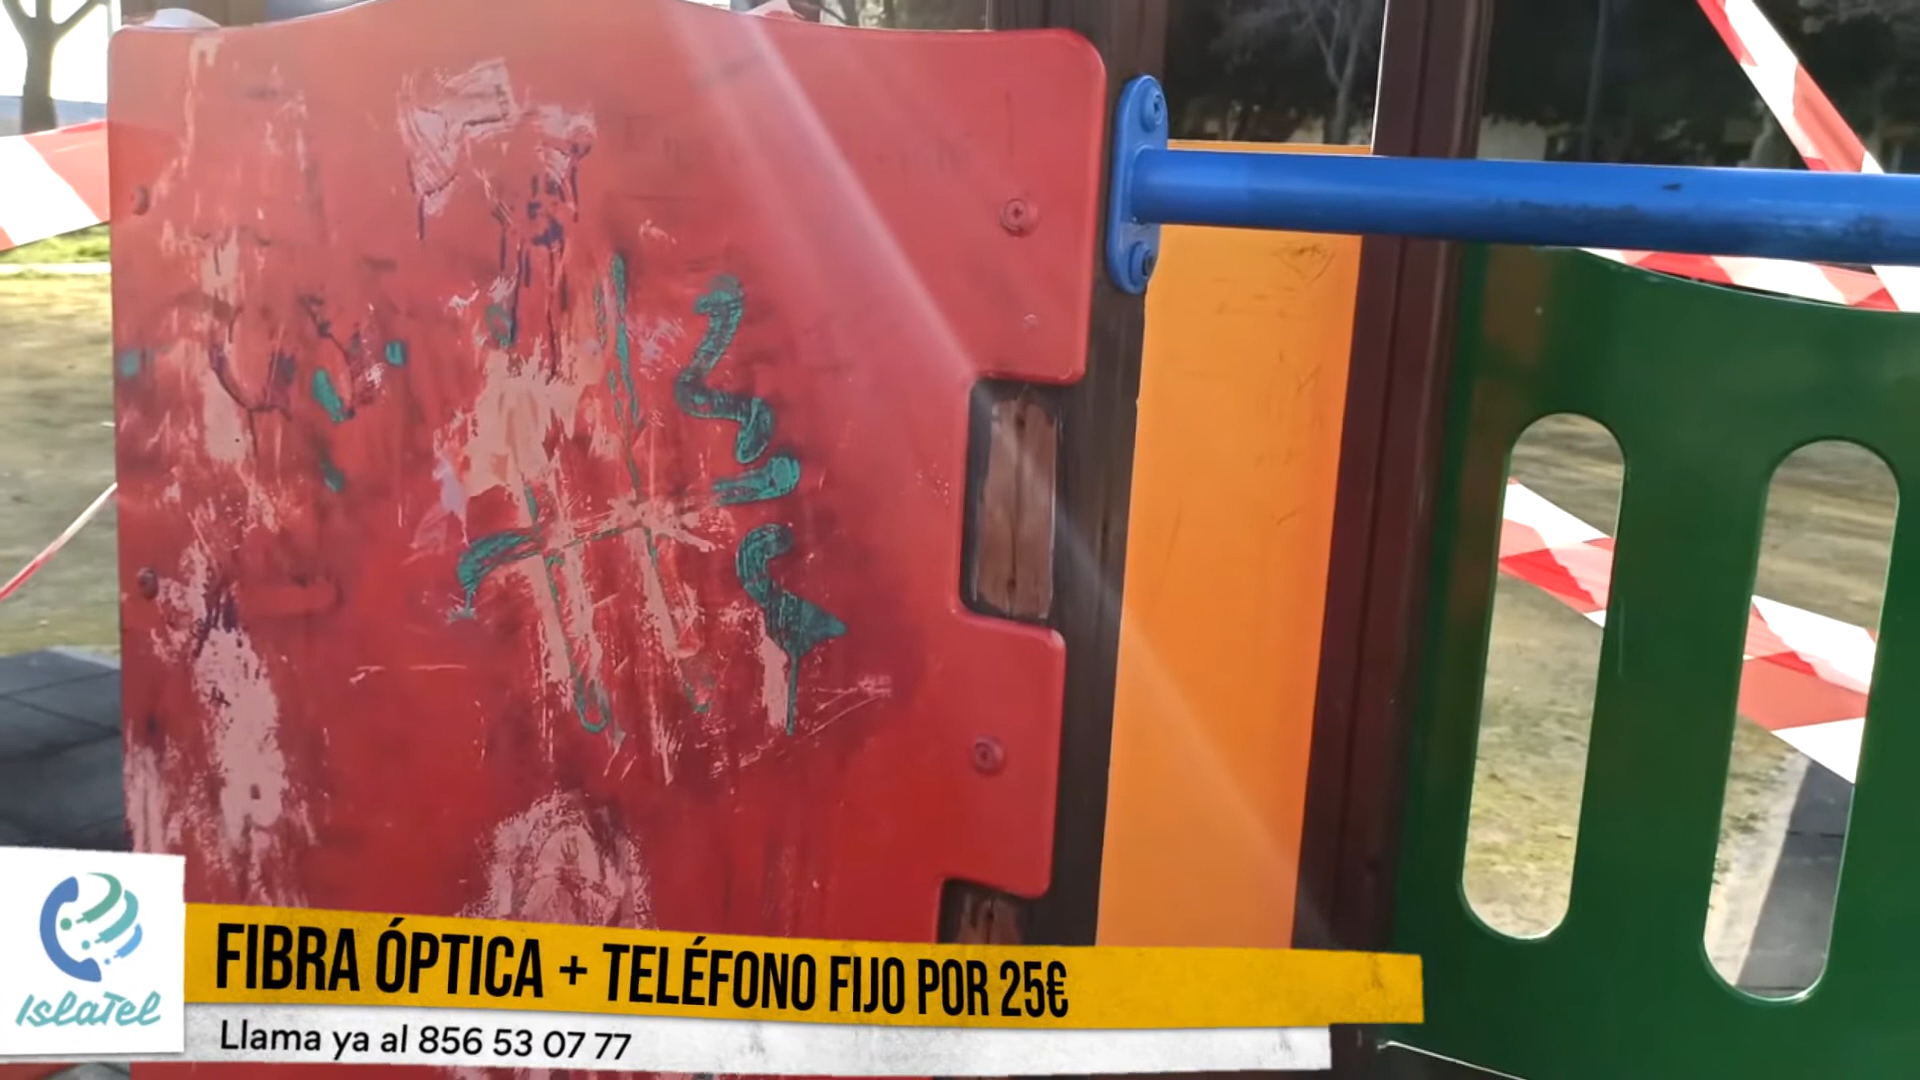 FIBRA ÓPTICA + TELÉFONO FIJO POR 25€
IslaTel
Llama ya al 856 53 07 77